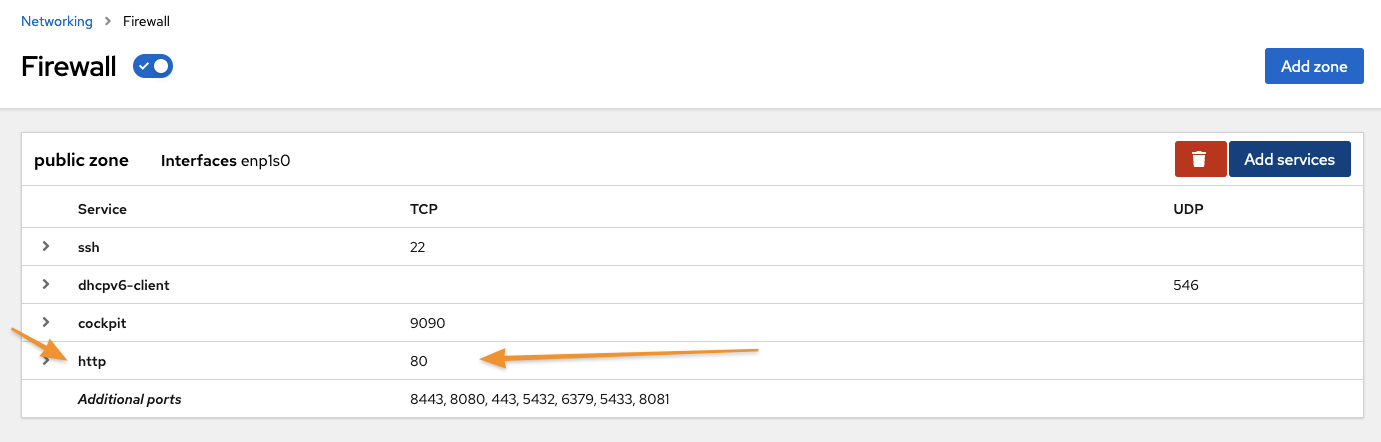 Networking > Firewall
Firewall
Add zone
public zone Interfaces enp1s0
Add services
Service TCP UDP
ssh 22
dhcpv6-client 546
cockpit 9090
http 80
Additional ports 8443, 8080, 443, 5432, 6379, 5433, 8081